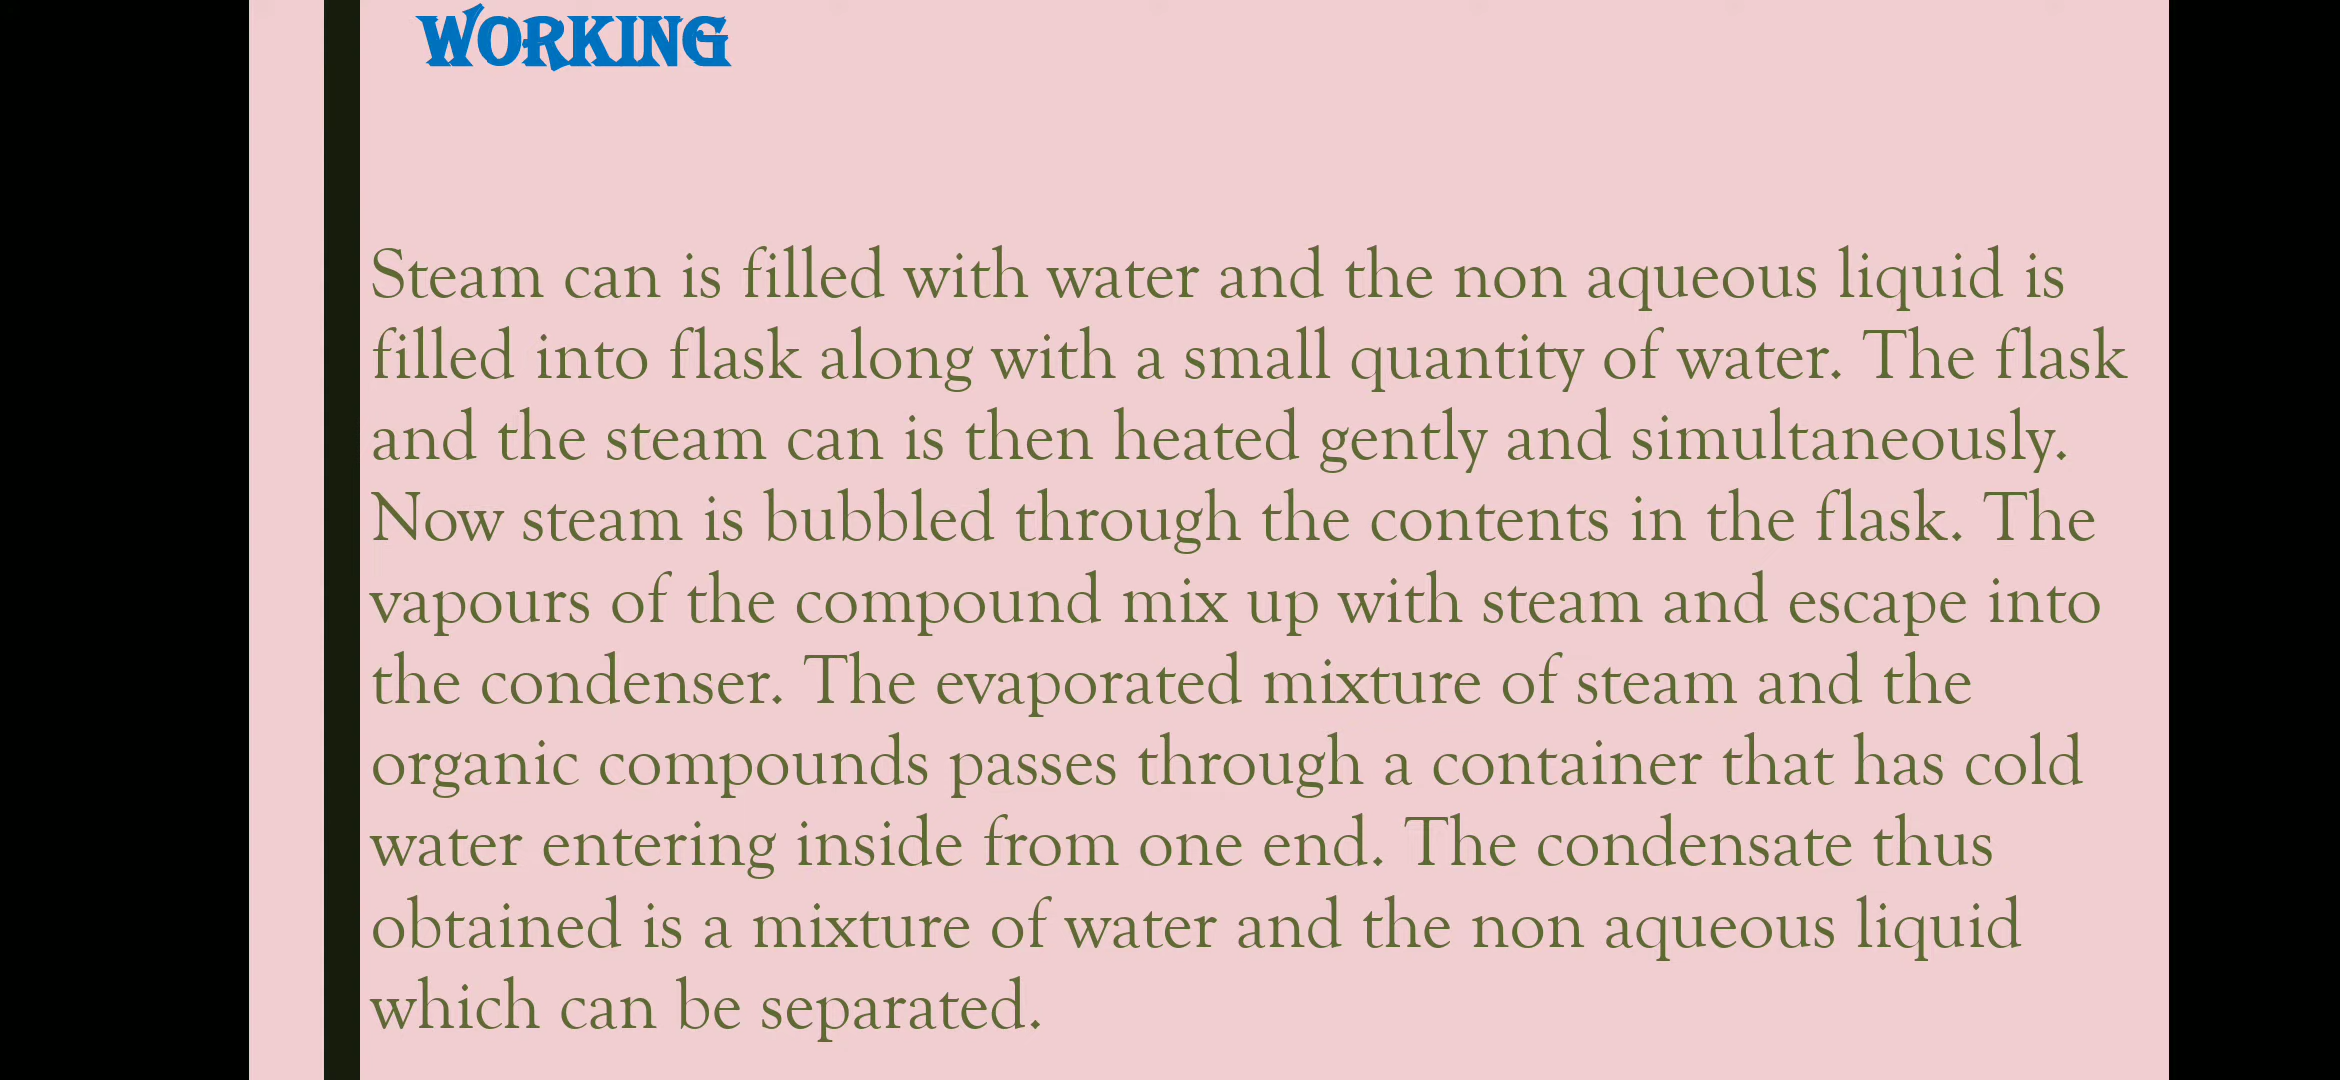 WORKING
Steam can is filled with water and the non aqueous liquid is
filled into flask along with a small quantity of water. The flask
and the steam can is then heated gently and simultaneously.
Now steam is bubbled through the contents in the flask. The
vapours of the compound mix up with steam and escape into
the condenser. The evaporated mixture of steam and the
organic compounds passes through a container that has cold
water entering inside from one end. The condensate thus
obtained is a mixture of water and the non aqueous liquid
which can be separated.